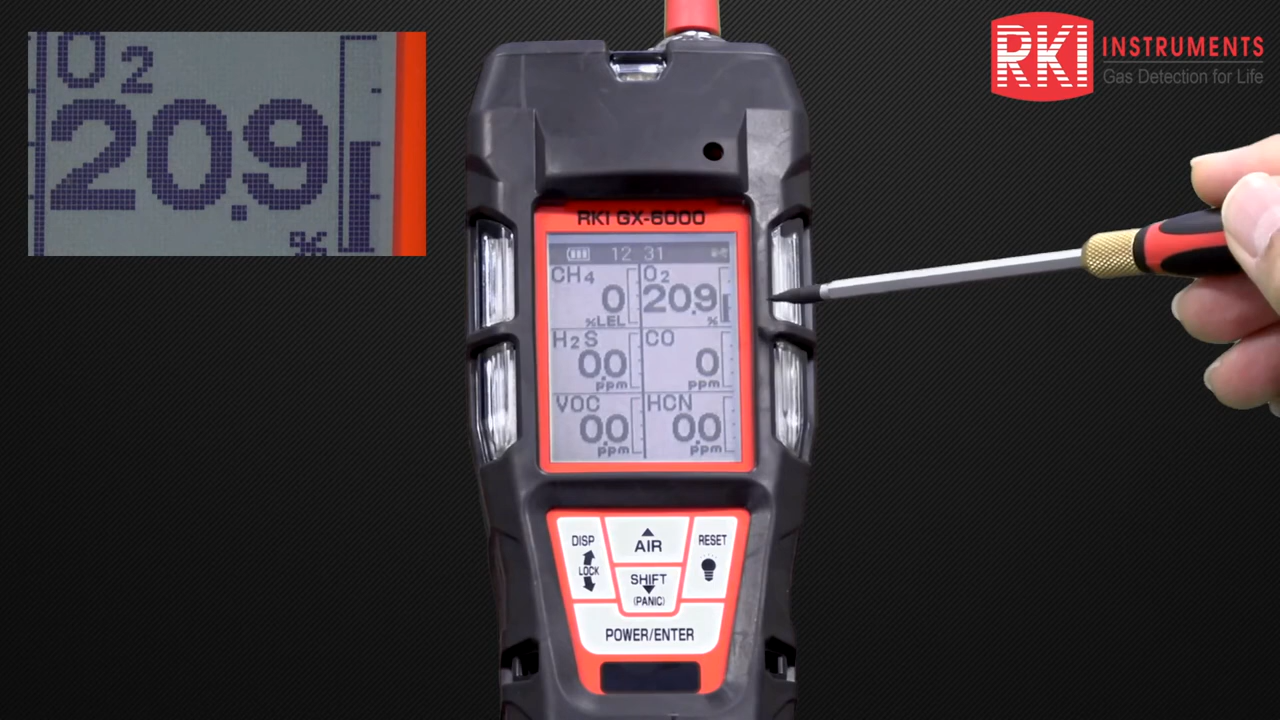 O2
20.9
%
RKI INSTRUMENTS
Gas Detection for Life
RKI GX-6000
12 31
CH4 O2
0 20.9
%LEL %
H2S CO
0.0 0
ppm ppm
VOC HCN
0.0 0.0
ppm ppm
DISP AIR RESET
LOCK
SHIFT
(PANIC)
POWER/ENTER